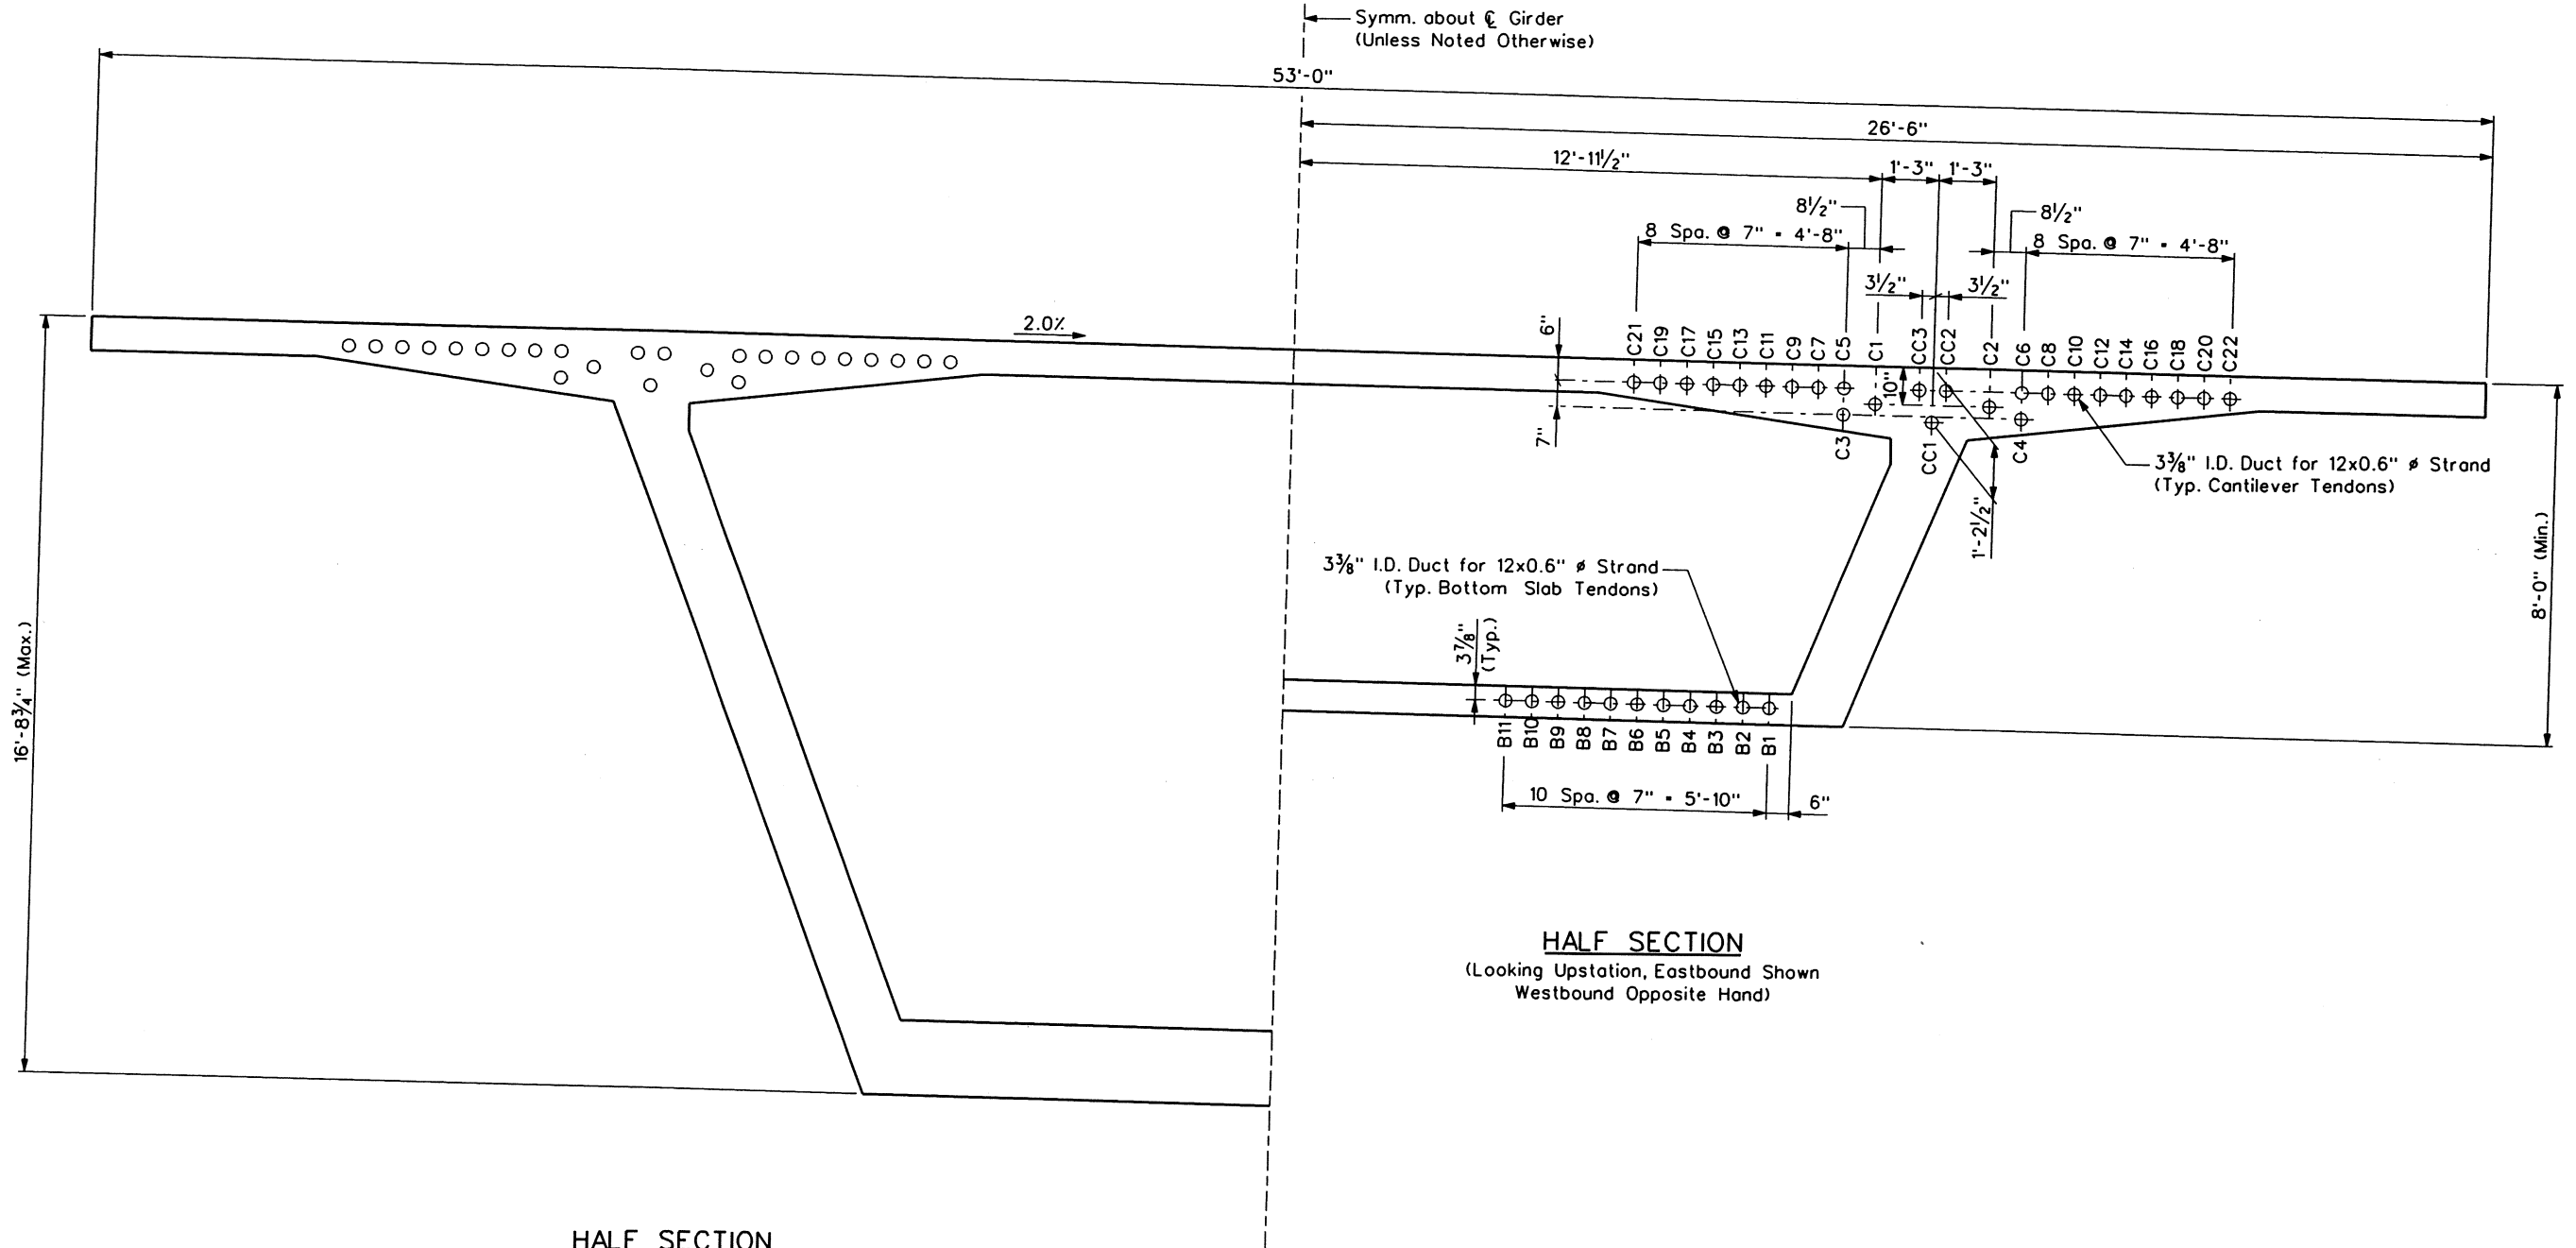 Symm. about ℄ Girder
(Unless Noted Otherwise)
53'-0"
26'-6"
12'-11½"
1'-3" 1'-3"
8½" 8½"
8 Spa. @ 7" = 4'-8" 8 Spa. @ 7" = 4'-8"
3½" 3½"
2.0%
6"
C21 C19 C17 C15 C13 C11 C9 C7 C5 C1 CC3 CC2 C2 C6 C8 C10 C12 C14 C16 C18 C20 C22
10"
7"
C3 CC1 C4
3⅜" I.D. Duct for 12x0.6" ø Strand
(Typ. Cantilever Tendons)
1'-2½"
8'-0" (Min.)
3⅜" I.D. Duct for 12x0.6" ø Strand
(Typ. Bottom Slab Tendons)
3⅞"
(Typ.)
16'-8¾" (Max.)
B11 B10 B9 B8 B7 B6 B5 B4 B3 B2 B1
10 Spa. @ 7" = 5'-10" 6"
HALF SECTION
(Looking Upstation, Eastbound Shown
Westbound Opposite Hand)
HALF SECTION